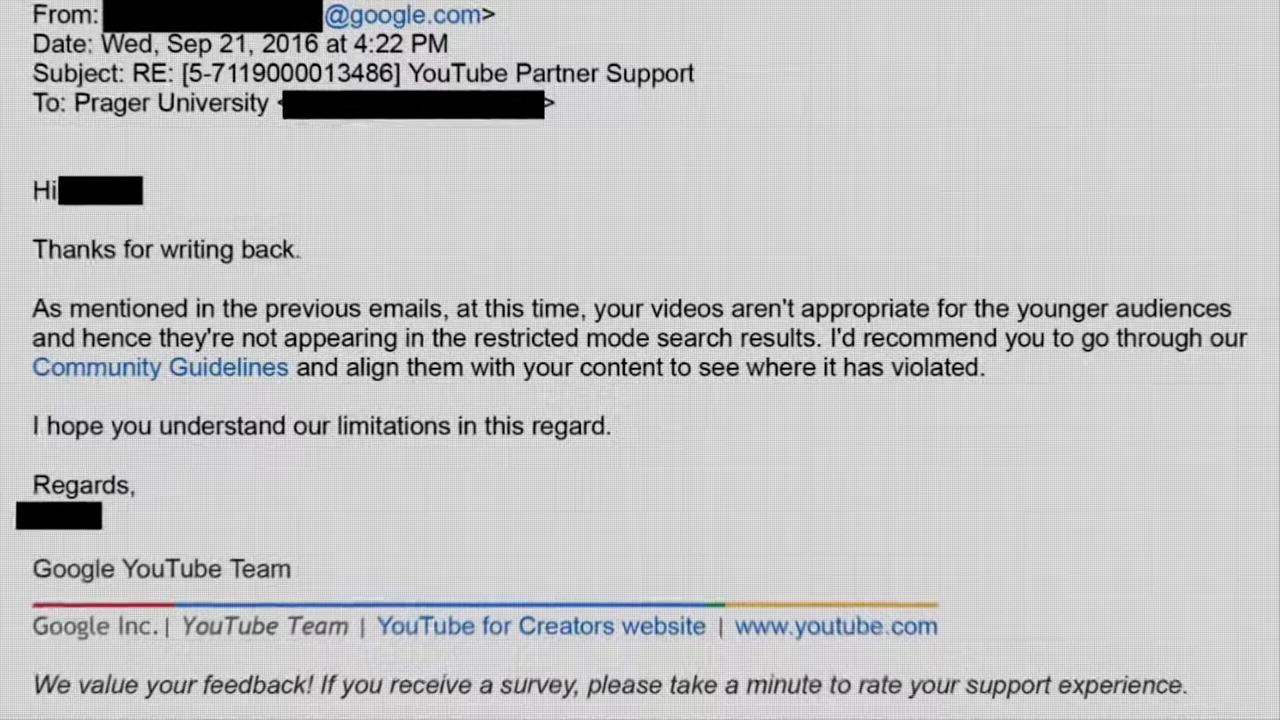 From: @google.com>
Date: Wed, Sep 21, 2016 at 4:22 PM
Subject: RE: [5-7119000013486] YouTube Partner Support
To: Prager University < >
Hi
Thanks for writing back.
As mentioned in the previous emails, at this time, your videos aren't appropriate for the younger audiences
and hence they're not appearing in the restricted mode search results. I'd recommend you to go through our
Community Guidelines and align them with your content to see where it has violated.
I hope you understand our limitations in this regard.
Regards,
Google YouTube Team
Google Inc. | YouTube Team | YouTube for Creators website | www.youtube.com
We value your feedback! If you receive a survey, please take a minute to rate your support experience.